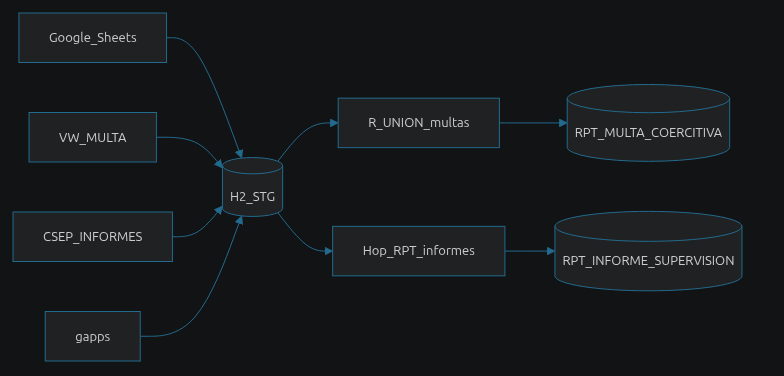 Google_Sheets
VW_MULTA
CSEP_INFORMES
gapps
H2_STG
R_UNION_multas
Hop_RPT_informes
RPT_MULTA_COERCITIVA
RPT_INFORME_SUPERVISION